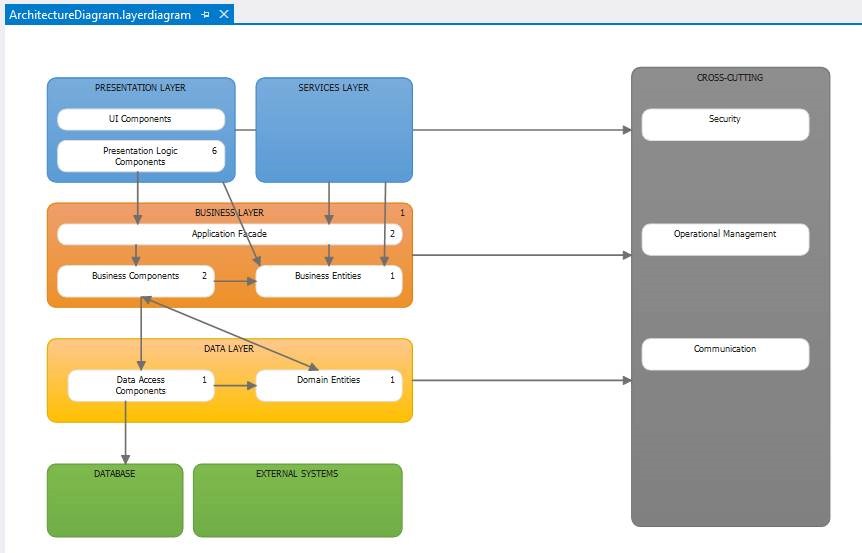 ArchitectureDiagram.layerdiagram
PRESENTATION LAYER
UI Components
Presentation Logic 6
Components
SERVICES LAYER
CROSS-CUTTING
Security
Operational Management
Communication
BUSINESS LAYER 1
Application Facade 2
Business Components 2
Business Entities 1
DATA LAYER
Data Access 1
Components
Domain Entities 1
DATABASE
EXTERNAL SYSTEMS